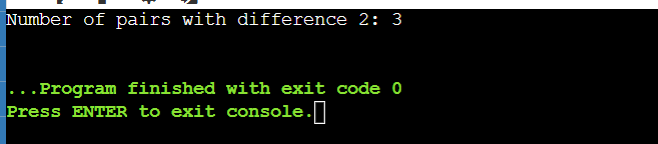 Number of pairs with difference 2: 3
...Program finished with exit code 0
Press ENTER to exit console.